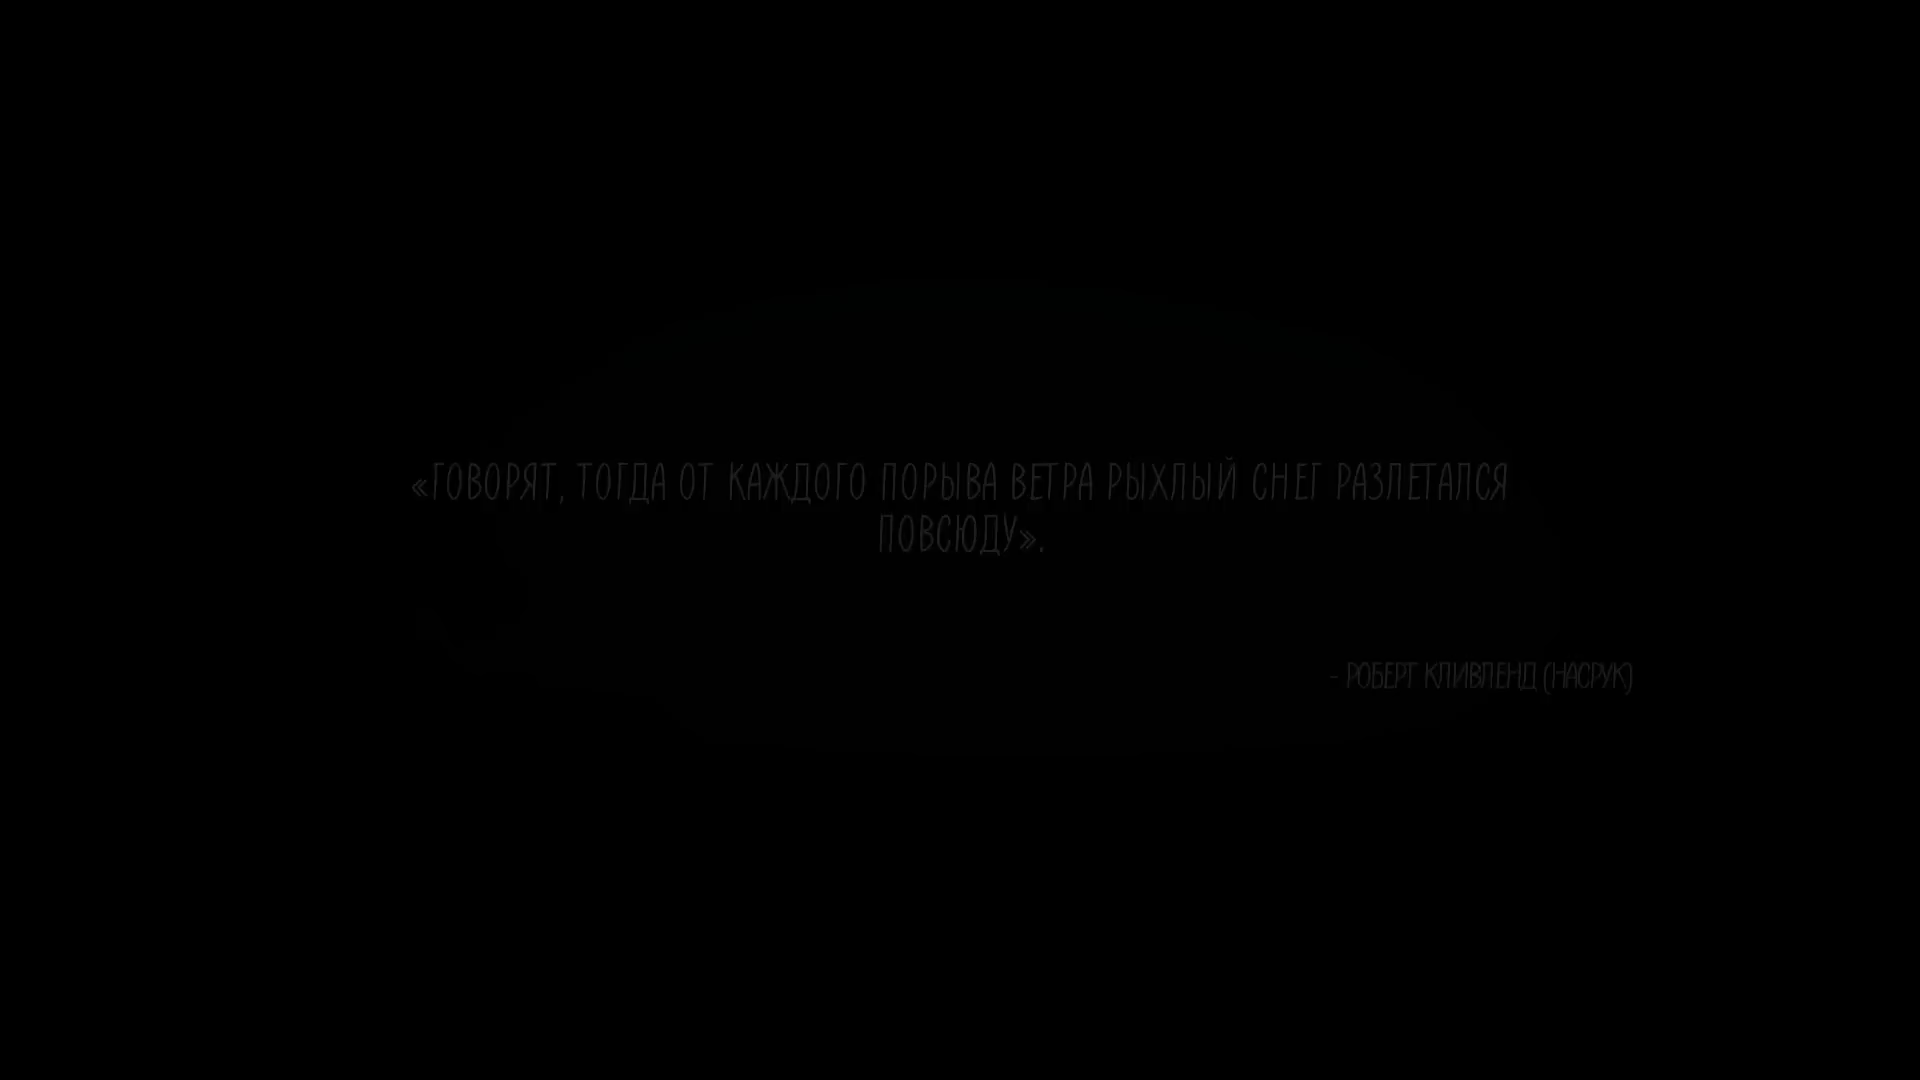 «ГОВОРЯТ, ТОГДА ОТ КАЖДОГО ПОРЫВА ВЕТРА РЫХЛЫЙ СНЕГ РАЗЛЕТАЛСЯ
ПОВСЮДУ».
- РОБЕРТ КЛИВЛЕНД (НАСРУК)